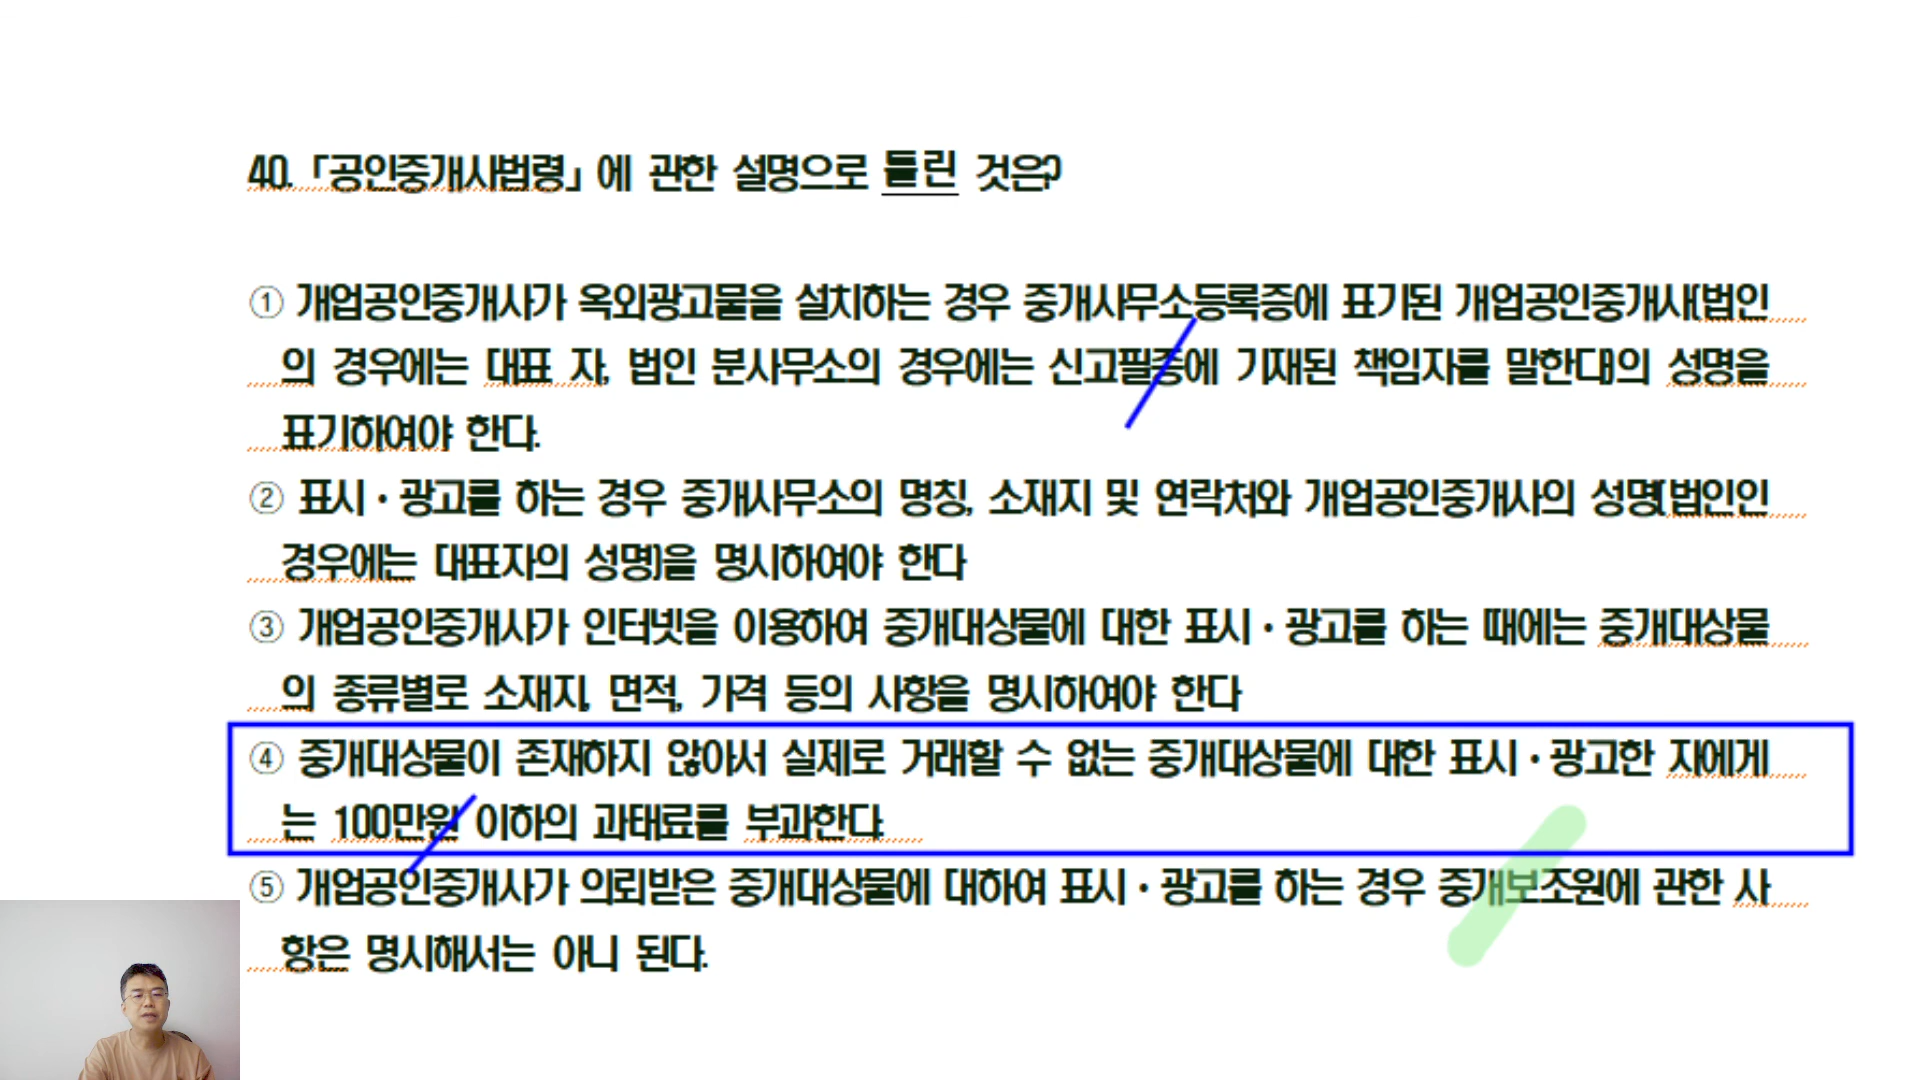 40. 「공인중개사법령」에 관한 설명으로 틀린 것은?
① 개업공인중개사가 옥외광고물을 설치하는 경우 중개사무소등록증에 표기된 개업공인중개사(법인
의 경우에는 대표 자, 법인 분사무소의 경우에는 신고필증에 기재된 책임자를 말한다)의 성명을
표기하여야 한다.
② 표시·광고를 하는 경우 중개사무소의 명칭, 소재지 및 연락처와 개업공인중개사의 성명(법인인
경우에는 대표자의 성명)을 명시하여야 한다
③ 개업공인중개사가 인터넷을 이용하여 중개대상물에 대한 표시·광고를 하는 때에는 중개대상물
의 종류별로 소재지, 면적, 가격 등의 사항을 명시하여야 한다
④ 중개대상물이 존재하지 않아서 실제로 거래할 수 없는 중개대상물에 대한 표시·광고한 자에게
는 100만원 이하의 과태료를 부과한다.
⑤ 개업공인중개사가 의뢰받은 중개대상물에 대하여 표시·광고를 하는 경우 중개보조원에 관한 사
항은 명시해서는 아니 된다.